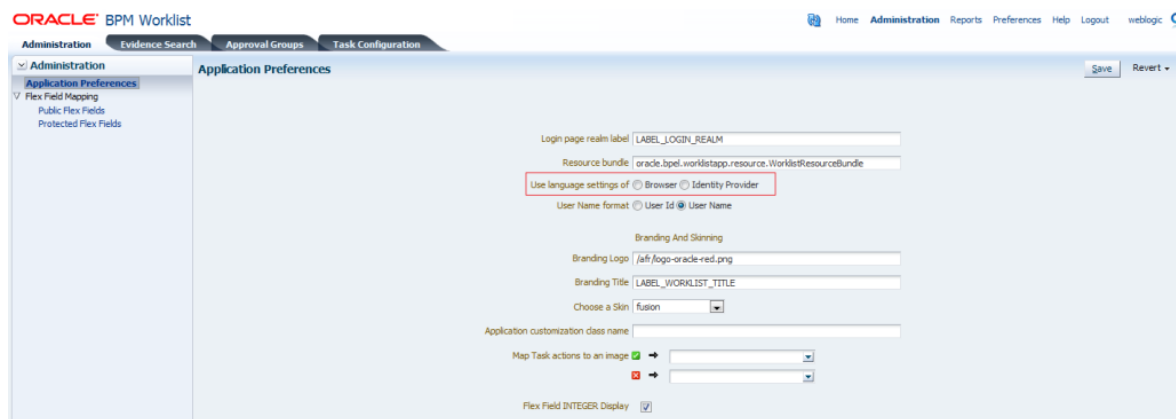 ORACLE BPM Worklist
Home Administration Reports Preferences Help Logout weblogic
Administration Evidence Search Approval Groups Task Configuration
Administration
Application Preferences
Flex Field Mapping
Public Flex Fields
Protected Flex Fields
Application Preferences
Save Revert
Login page realm label LABEL_LOGIN_REALM
Resource bundle oracle.bpel.worklistapp.resource.WorklistResourceBundle
Use language settings of Browser Identity Provider
User Name format User Id User Name
Branding And Skinning
Branding Logo /afr/logo-oracle-red.png
Branding Title LABEL_WORKLIST_TITLE
Choose a Skin fusion
Application customization class name
Map Task actions to an image
Flex Field INTEGER Display